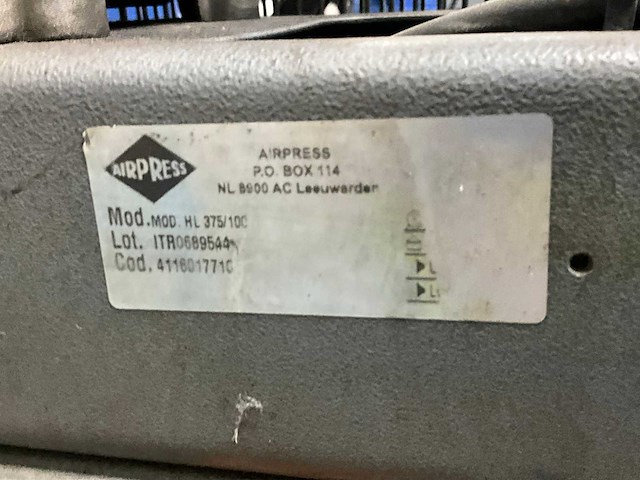 AIRPRESS
AIRPRESS
P.O. BOX 114
NL 8900 AC Leeuwarden
Mod. MOD. HL 375/100
Lot. ITR0689544
Cod. 4116017710